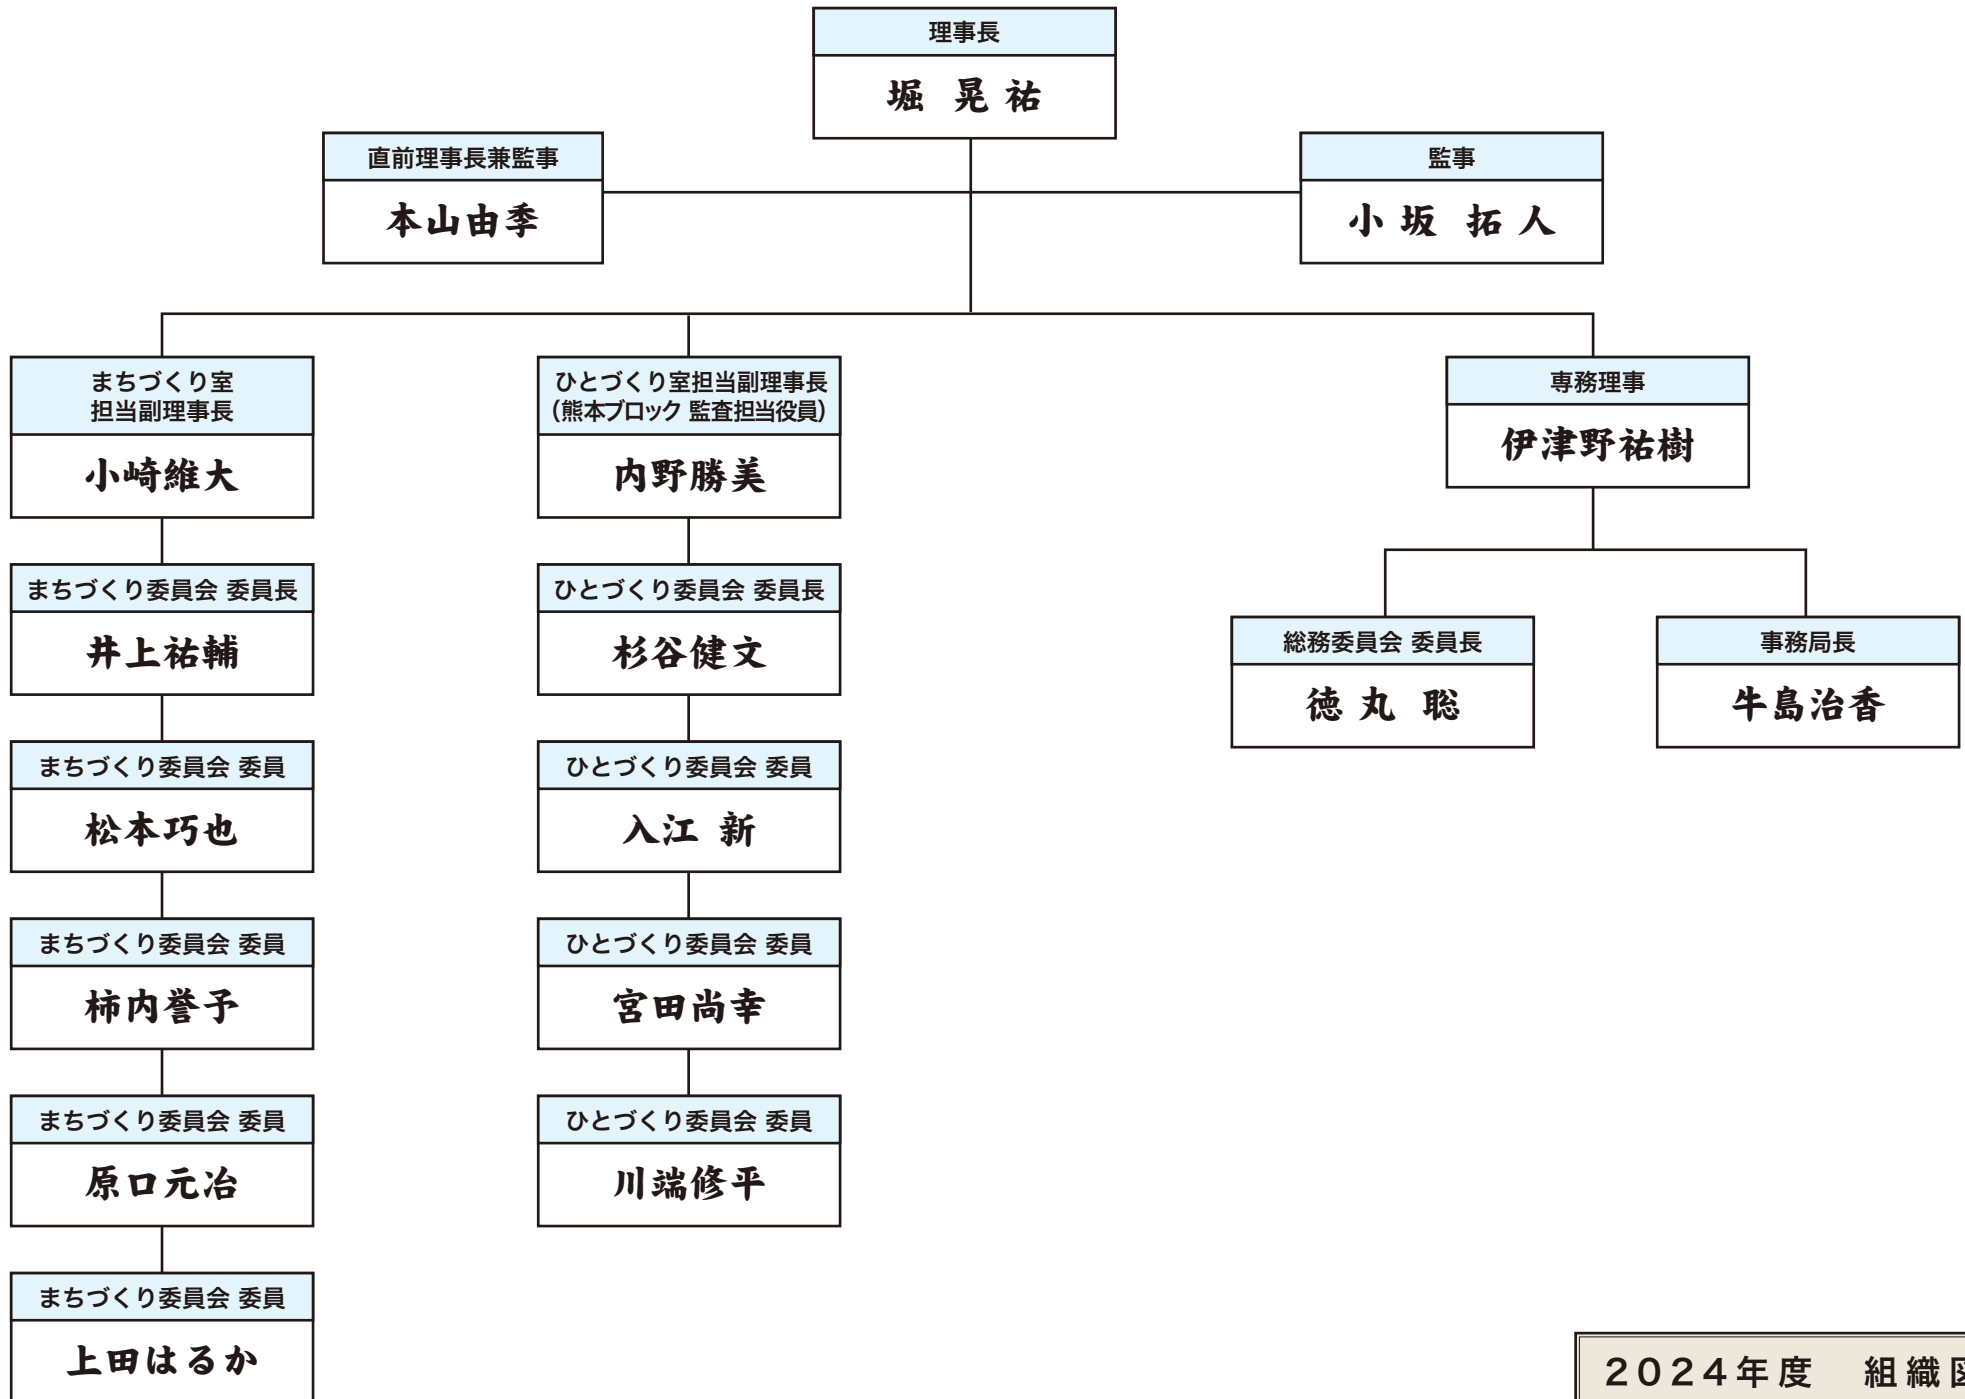 理事長
堀 晃祐
直前理事長兼監事
本山由季
監事
小坂 拓人
まちづくり室
担当副理事長
小崎維大
ひとづくり室担当副理事長
（熊本ブロック 監査担当役員）
内野勝美
専務理事
伊津野祐樹
まちづくり委員会 委員長
井上祐輔
ひとづくり委員会 委員長
杉谷健文
総務委員会 委員長
徳丸 聡
事務局長
牛島治香
まちづくり委員会 委員
松本巧也
ひとづくり委員会 委員
入江 新
まちづくり委員会 委員
柿内誉子
ひとづくり委員会 委員
宮田尚幸
まちづくり委員会 委員
原口元冶
ひとづくり委員会 委員
川端修平
まちづくり委員会 委員
上田はるか
2024年度 組織図